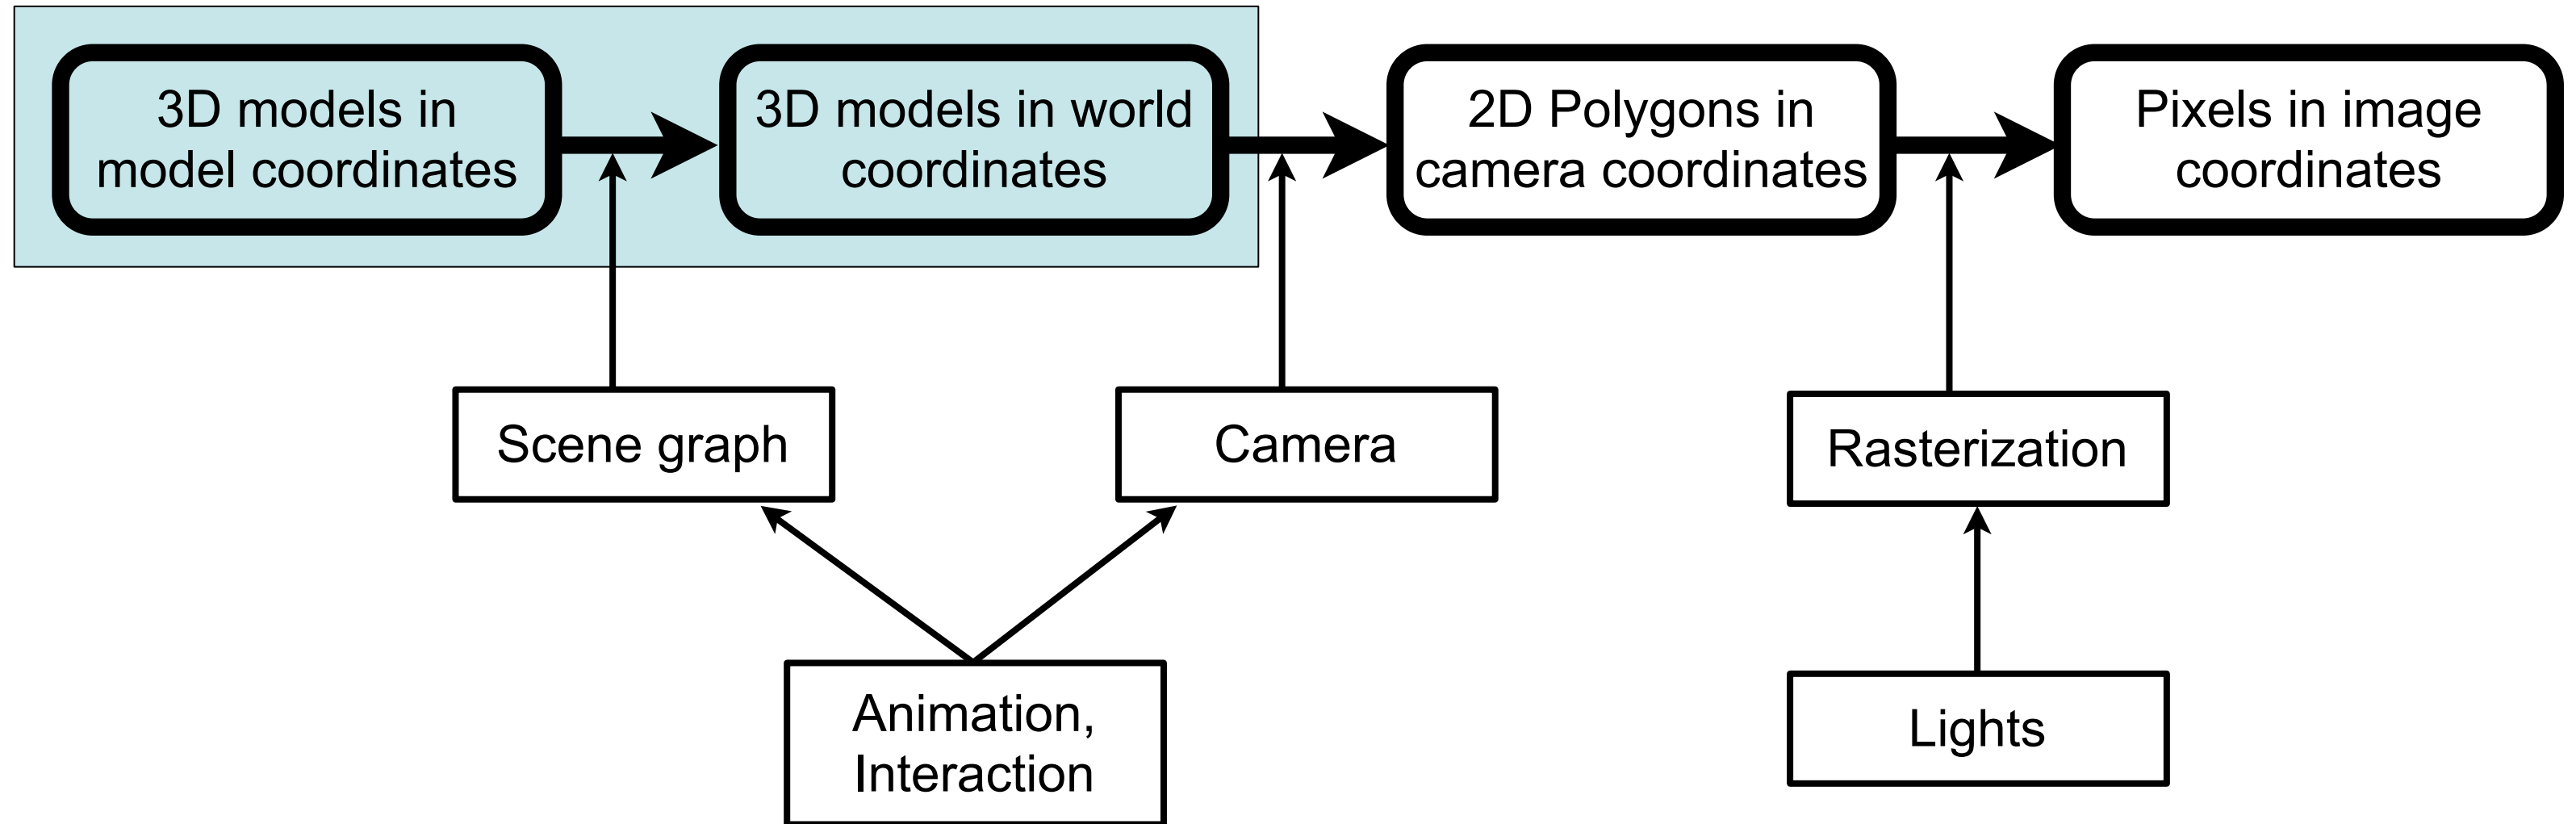 3D models in
model coordinates
3D models in world
coordinates
2D Polygons in
camera coordinates
Pixels in image
coordinates
Scene graph
Camera
Rasterization
Animation,
Interaction
Lights